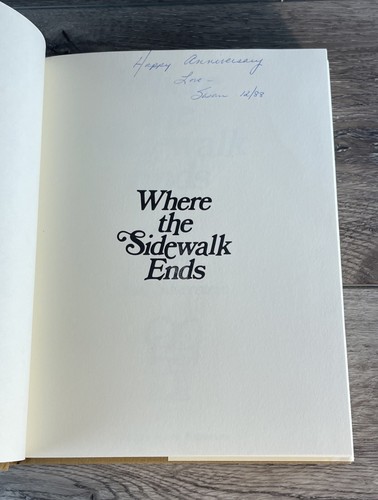 Happy Anniversary
Love -
Susan 12/88
Where
the
Sidewalk
Ends